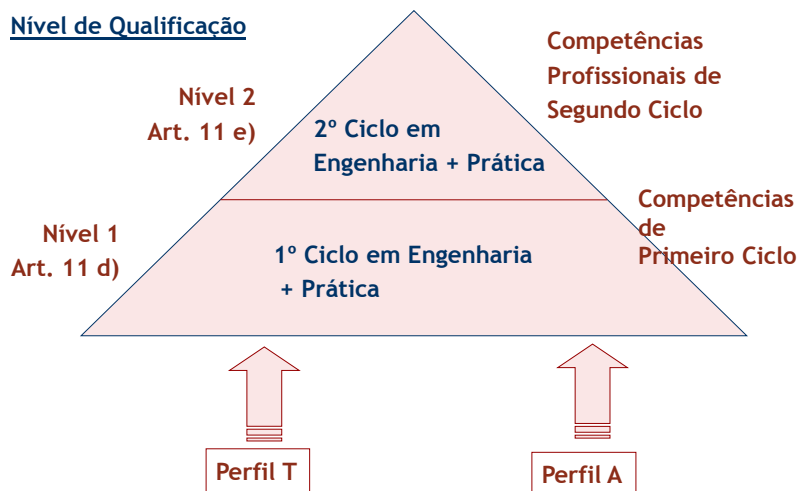 Nível de Qualificação
Competências
Profissionais de
Segundo Ciclo
Nível 2
Art. 11 e)
2º Ciclo em
Engenharia + Prática
Competências
de
Primeiro Ciclo
Nível 1
Art. 11 d)
1º Ciclo em Engenharia
+ Prática
Perfil T
Perfil A